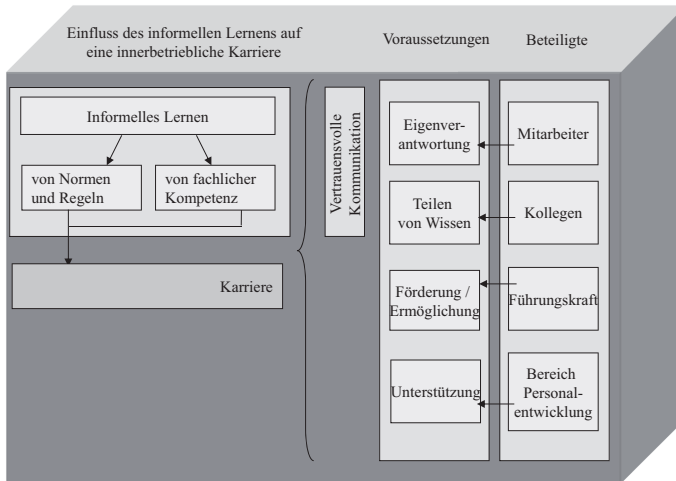 Einfluss des informellen Lernens auf
eine innerbetriebliche Karriere
Voraussetzungen
Beteiligte
Informelles Lernen
von Normen
und Regeln
von fachlicher
Kompetenz
Karriere
Vertrauensvolle
Kommunikation
Eigenver-
antwortung
Mitarbeiter
Teilen
von Wissen
Kollegen
Förderung /
Ermöglichung
Führungskraft
Unterstützung
Bereich
Personal-
entwicklung